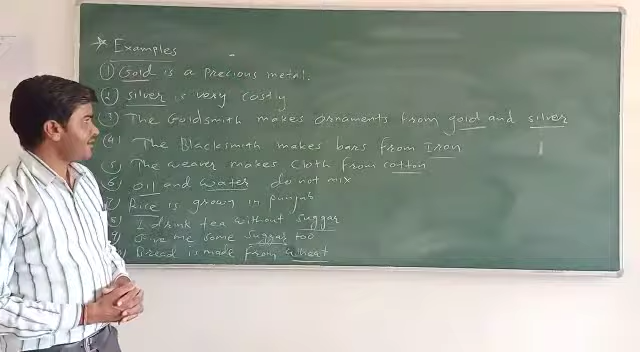 * Examples
(1) Gold is a precious metal.
(2) Silver is very costly
(3) The Goldsmith makes ornaments from gold and silver
(4) The Blacksmith makes bars from Iron
(5) The weaver makes cloth from cotton
(6) Oil and water do not mix
(7) Rice is grown in punjab
(8) I drink tea without suggar
(9) Give me some suggar too
Bread is made from wheat